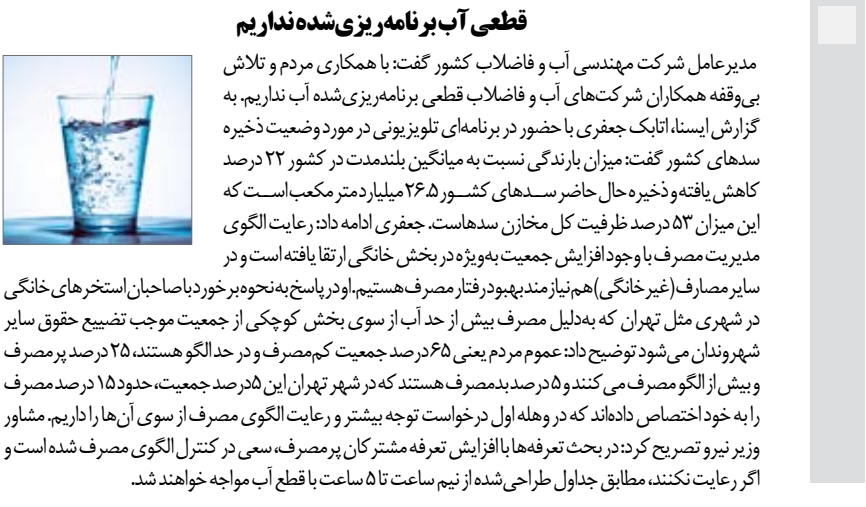 قطعی آب برنامه‌ریزی‌شده نداریم
مدیرعامل شرکت مهندسی آب و فاضلاب کشور گفت: با همکاری مردم و تلاش
بی‌وقفه همکاران شرکت‌های آب و فاضلاب قطعی برنامه‌ریزی‌شده آب نداریم. به
گزارش ایسنا، اتابک جعفری با حضور در برنامه‌ای تلویزیونی در مورد وضعیت ذخیره
سدهای کشور گفت: میزان بارندگی نسبت به میانگین بلندمدت در کشور ۲۲ درصد
کاهش یافته و ذخیره حال حاضر سدهای کشور ۲۶.۵ میلیارد متر مکعب است که
این میزان ۵۳ درصد ظرفیت کل مخازن سدهاست. جعفری ادامه داد: رعایت الگوی
مدیریت مصرف با وجود افزایش جمعیت به‌ویژه در بخش خانگی ارتقا یافته است و در
سایر مصارف (غیر خانگی) هم نیازمند بهبود رفتار مصرف هستیم. او در پاسخ به نحوه برخورد با صاحبان استخرهای خانگی
در شهری مثل تهران که به‌دلیل مصرف بیش از حد آب از سوی بخش کوچکی از جمعیت موجب تضییع حقوق سایر
شهروندان می‌شود توضیح داد: عموم مردم یعنی ۶۵ درصد جمعیت کم‌مصرف و در حد الگو هستند، ۲۵ درصد پرمصرف
و بیش از الگو مصرف می‌کنند و ۵ درصد بدمصرف هستند که در شهر تهران این ۵ درصد جمعیت، حدود ۱۵ درصد مصرف
را به خود اختصاص داده‌اند که در وهله اول درخواست توجه بیشتر و رعایت الگوی مصرف از سوی آن‌ها را داریم. مشاور
وزیر نیرو تصریح کرد: در بحث تعرفه‌ها با افزایش تعرفه مشترکان پرمصرف، سعی در کنترل الگوی مصرف شده است و
اگر رعایت نکنند، مطابق جداول طراحی‌شده از نیم ساعت تا ۵ ساعت با قطع آب مواجه خواهند شد.